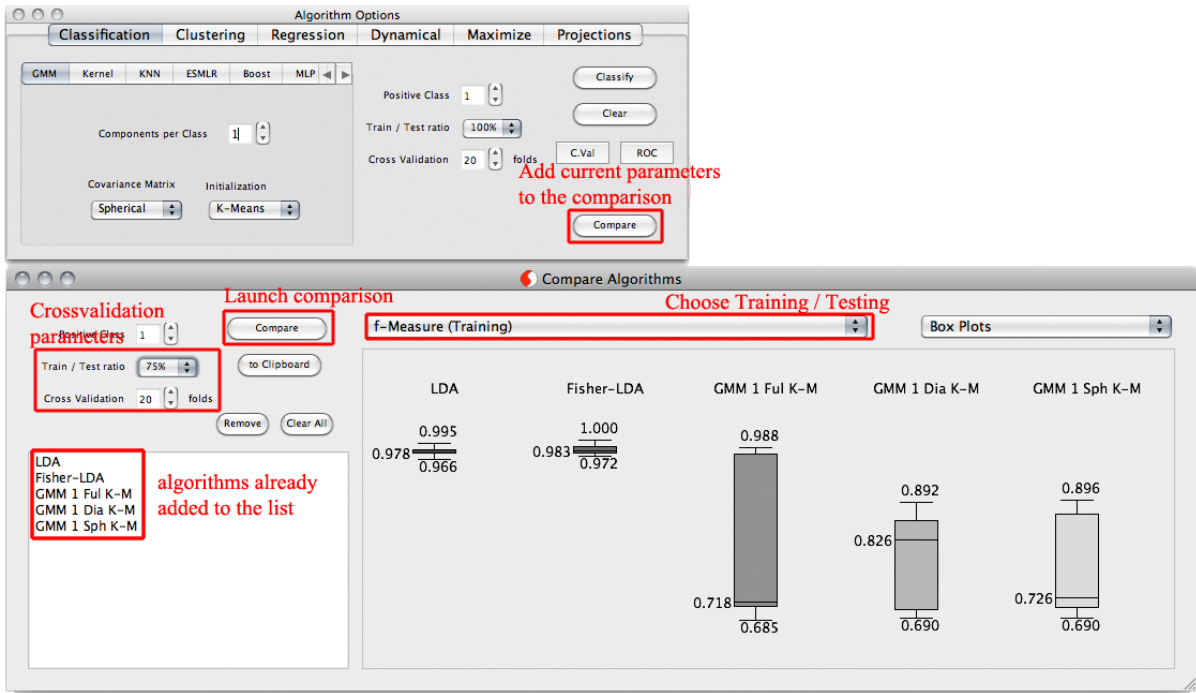 Algorithm Options
Classification Clustering Regression Dynamical Maximize Projections
GMM Kernel KNN ESMLR Boost MLP
Components per Class 1
Covariance Matrix Initialization
Spherical K-Means
Positive Class 1
Train / Test ratio 100%
Cross Validation 20 folds
Classify
Clear
C.Val ROC
Add current parameters
to the comparison
Compare
Compare Algorithms
Crossvalidation
parameters
Positive Class 1
Train / Test ratio 75%
Cross Validation 20 folds
Launch comparison
Compare
to Clipboard
Remove Clear All
Choose Training / Testing
f-Measure (Training)
Box Plots
LDA
Fisher-LDA
GMM 1 Ful K-M
GMM 1 Dia K-M
GMM 1 Sph K-M
algorithms already
added to the list
LDA Fisher-LDA GMM 1 Ful K-M GMM 1 Dia K-M GMM 1 Sph K-M
0.995
0.978
0.966
1.000
0.983
0.972
0.988
0.718
0.685
0.892
0.826
0.690
0.896
0.726
0.690